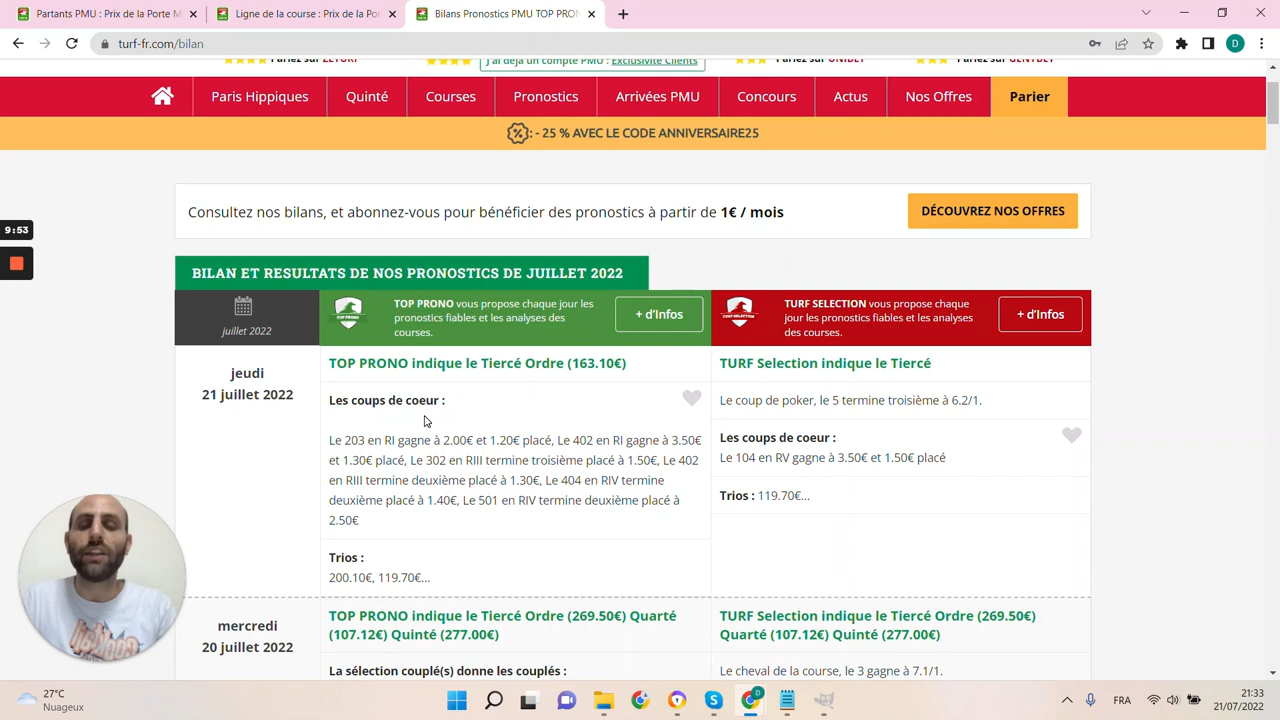 Partants PMU : Prix de la Porte M
Ligne de la course : Prix de la Po
Bilans Pronostics PMU TOP PRON
turf-fr.com/bilan
D
Pariez sur ZETURF
J'ai déjà un compte PMU : Exclusivité Clients
Pariez sur UNIBET
Pariez sur GENYBET
Paris Hippiques
Quinté
Courses
Pronostics
Arrivées PMU
Concours
Actus
Nos Offres
Parier
: - 25 % AVEC LE CODE ANNIVERSAIRE25
Consultez nos bilans, et abonnez-vous pour bénéficier des pronostics à partir de 1€ / mois
DÉCOUVREZ NOS OFFRES
9:53
BILAN ET RESULTATS DE NOS PRONOSTICS DE JUILLET 2022
juillet 2022
TOP PRONO
TOP PRONO vous propose chaque jour les
pronostics fiables et les analyses des
courses.
+ d'Infos
TURF SELECTION
TURF SELECTION vous propose chaque
jour les pronostics fiables et les analyses
des courses.
+ d'Infos
jeudi
21 juillet 2022
TOP PRONO indique le Tiercé Ordre (163.10€)
Les coups de coeur :
Le 203 en RI gagne à 2.00€ et 1.20€ placé, Le 402 en RI gagne à 3.50€
et 1.30€ placé, Le 302 en RIII termine troisième placé à 1.50€, Le 402
en RIII termine deuxième placé à 1.30€, Le 404 en RIV termine
deuxième placé à 1.40€, Le 501 en RIV termine deuxième placé à
2.50€
Trios :
200.10€, 119.70€...
TURF Selection indique le Tiercé
Le coup de poker, le 5 termine troisième à 6.2/1.
Les coups de coeur :
Le 104 en RV gagne à 3.50€ et 1.50€ placé
Trios : 119.70€...
mercredi
20 juillet 2022
TOP PRONO indique le Tiercé Ordre (269.50€) Quarté
(107.12€) Quinté (277.00€)
La sélection couplé(s) donne les couplés :
TURF Selection indique le Tiercé Ordre (269.50€)
Quarté (107.12€) Quinté (277.00€)
Le cheval de la course, le 3 gagne à 7.1/1.
27°C
Nuageux
D
FRA
21:33
21/07/2022